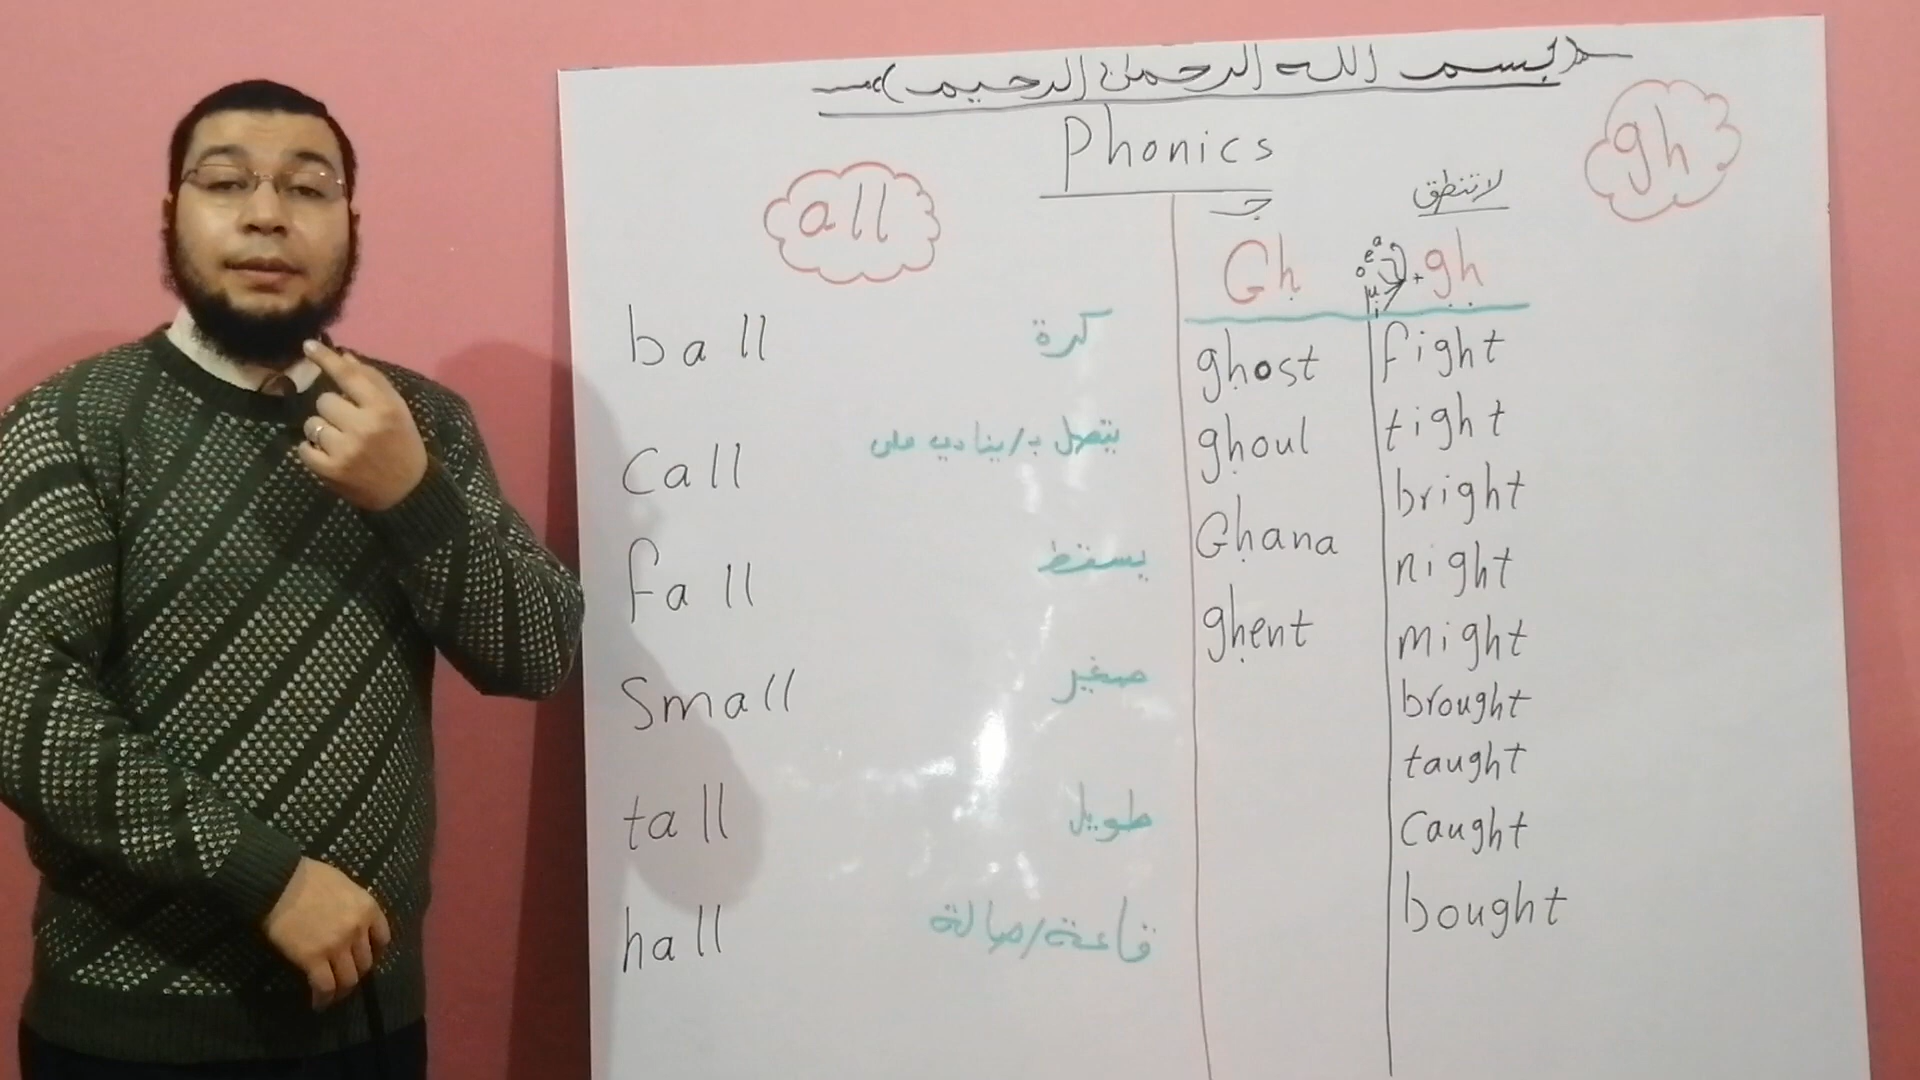 بسم الله الرحمن الرحيم
Phonics
all
gh
ball كرة
Call يتصل بـ/ينادي على
fall يسقط
Small صغير
tall طويل
hall قاعة/صالة
جـ
Gh
ghost
ghoul
Ghana
ghent
لا تنطق
a e o u i + gh
fight
tight
bright
night
might
brought
taught
Caught
bought